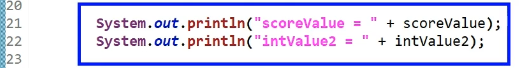 20
21 System.out.println("scoreValue = " + scoreValue);
22 System.out.println("intValue2 = " + intValue2);
23